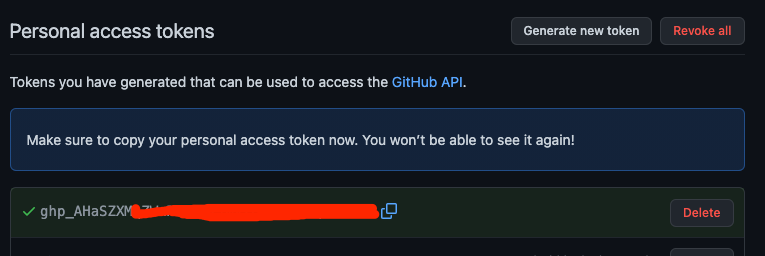 Personal access tokens
Generate new token
Revoke all
Tokens you have generated that can be used to access the GitHub API.
Make sure to copy your personal access token now. You won't be able to see it again!
ghp_AHaSZXM
Delete